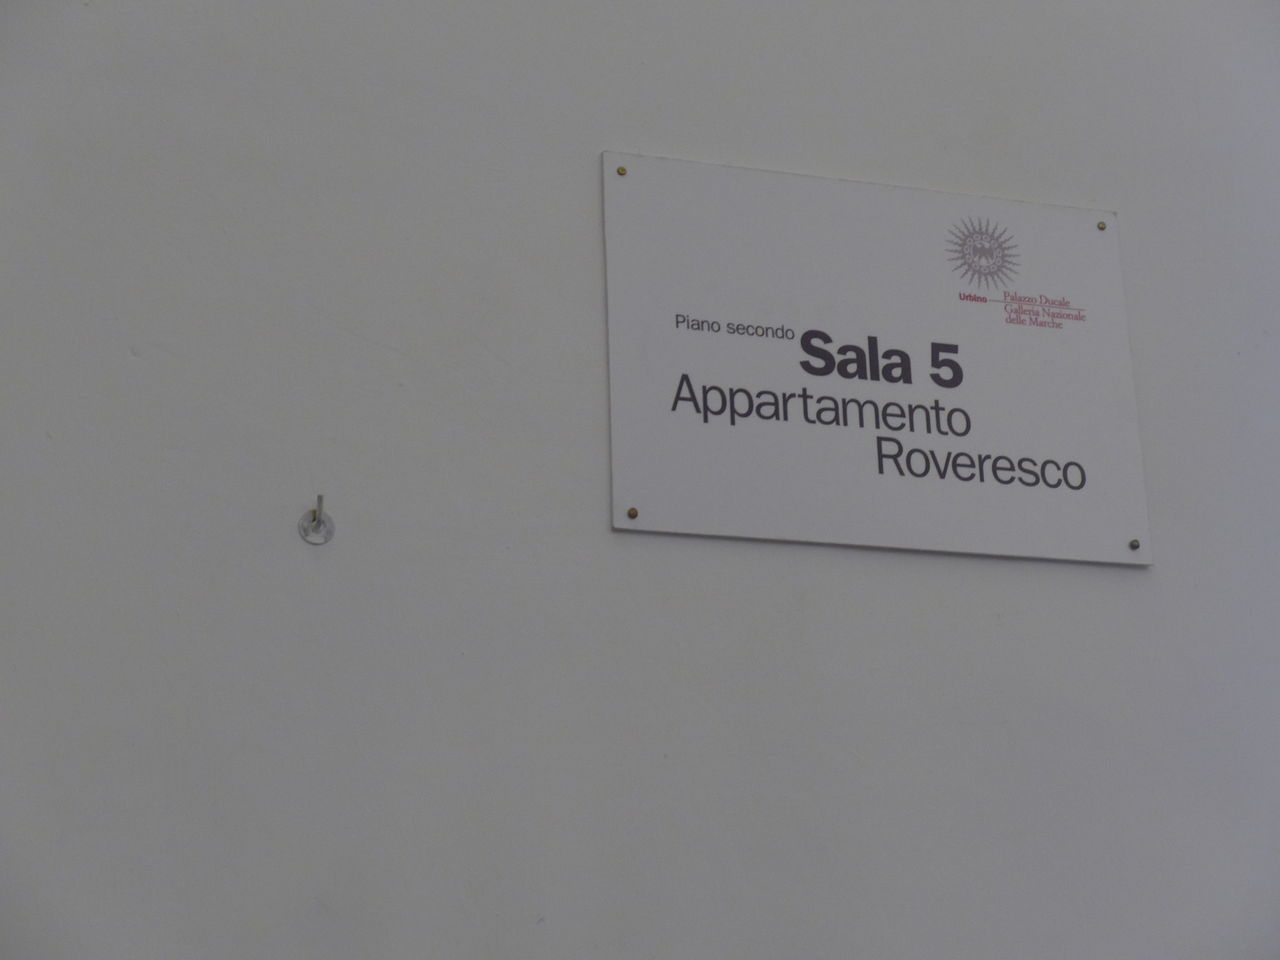 Urbino Palazzo Ducale
Galleria Nazionale
delle Marche
Piano secondo Sala 5
Appartamento
Roveresco